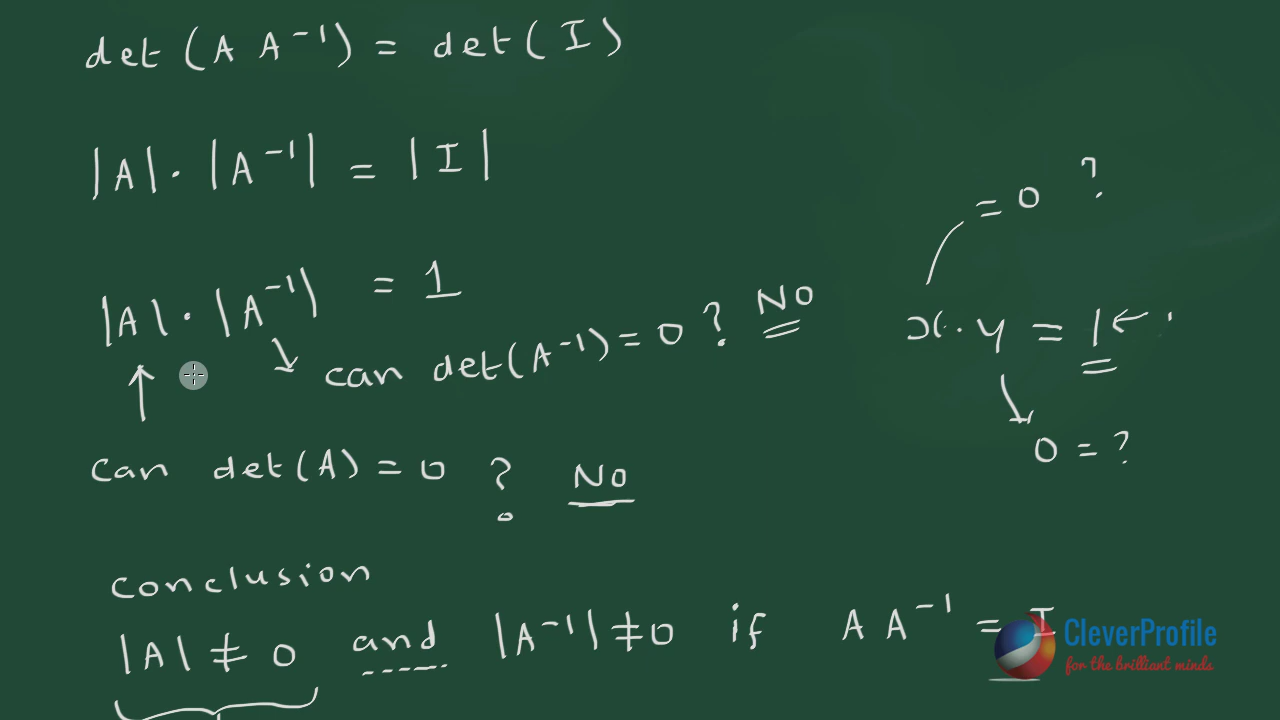 det (A A⁻¹) = det(I)
|A| · |A⁻¹| = |I|
= 0 ?
|A| · |A⁻¹| = 1
can det(A⁻¹) = 0 ? No
x · y = 1 ←
0 = ?
can det(A) = 0 ? No
conclusion
|A| ≠ 0 and |A⁻¹| ≠ 0 if A A⁻¹ = I
CleverProfile
for the brilliant minds